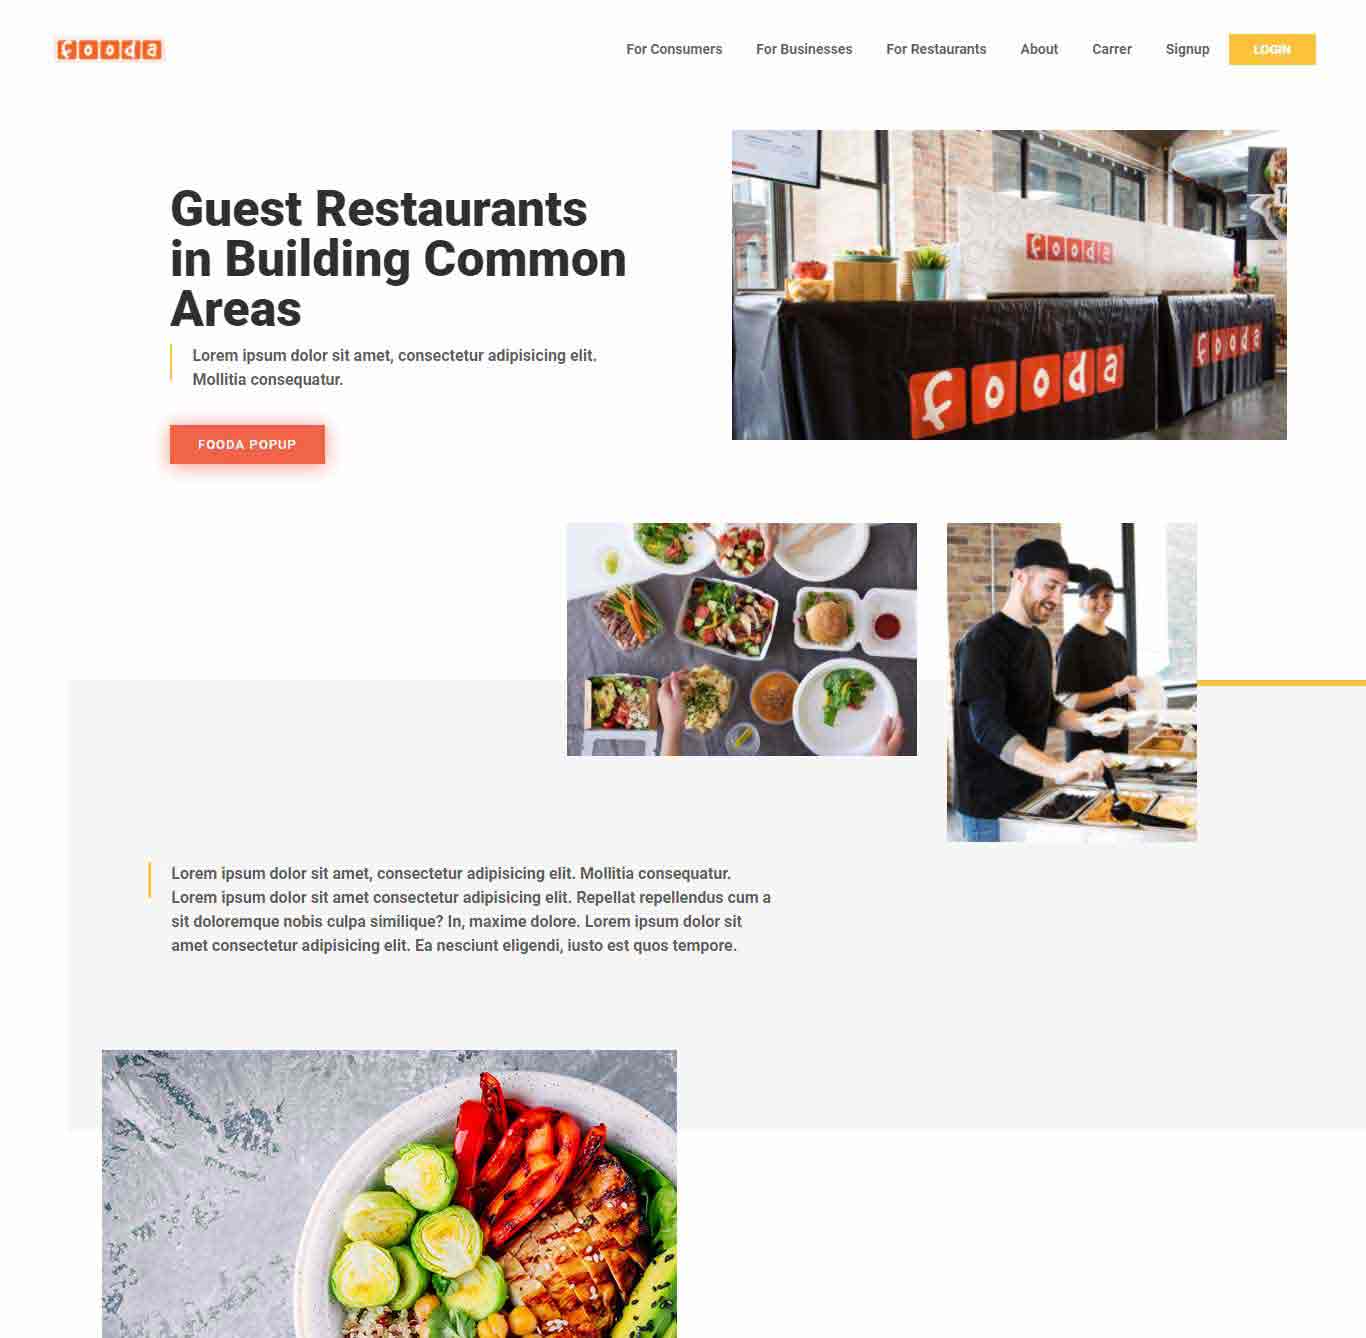 fooda
For Consumers For Businesses For Restaurants About Carrer Signup LOGIN
Guest Restaurants
in Building Common
Areas
Lorem ipsum dolor sit amet, consectetur adipisicing elit.
Mollitia consequatur.
FOODA POPUP
fooda
fooda
fooda
Lorem ipsum dolor sit amet, consectetur adipisicing elit. Mollitia consequatur.
Lorem ipsum dolor sit amet consectetur adipisicing elit. Repellat repellendus cum a
sit doloremque nobis culpa similique? In, maxime dolore. Lorem ipsum dolor sit
amet consectetur adipisicing elit. Ea nesciunt eligendi, iusto est quos tempore.